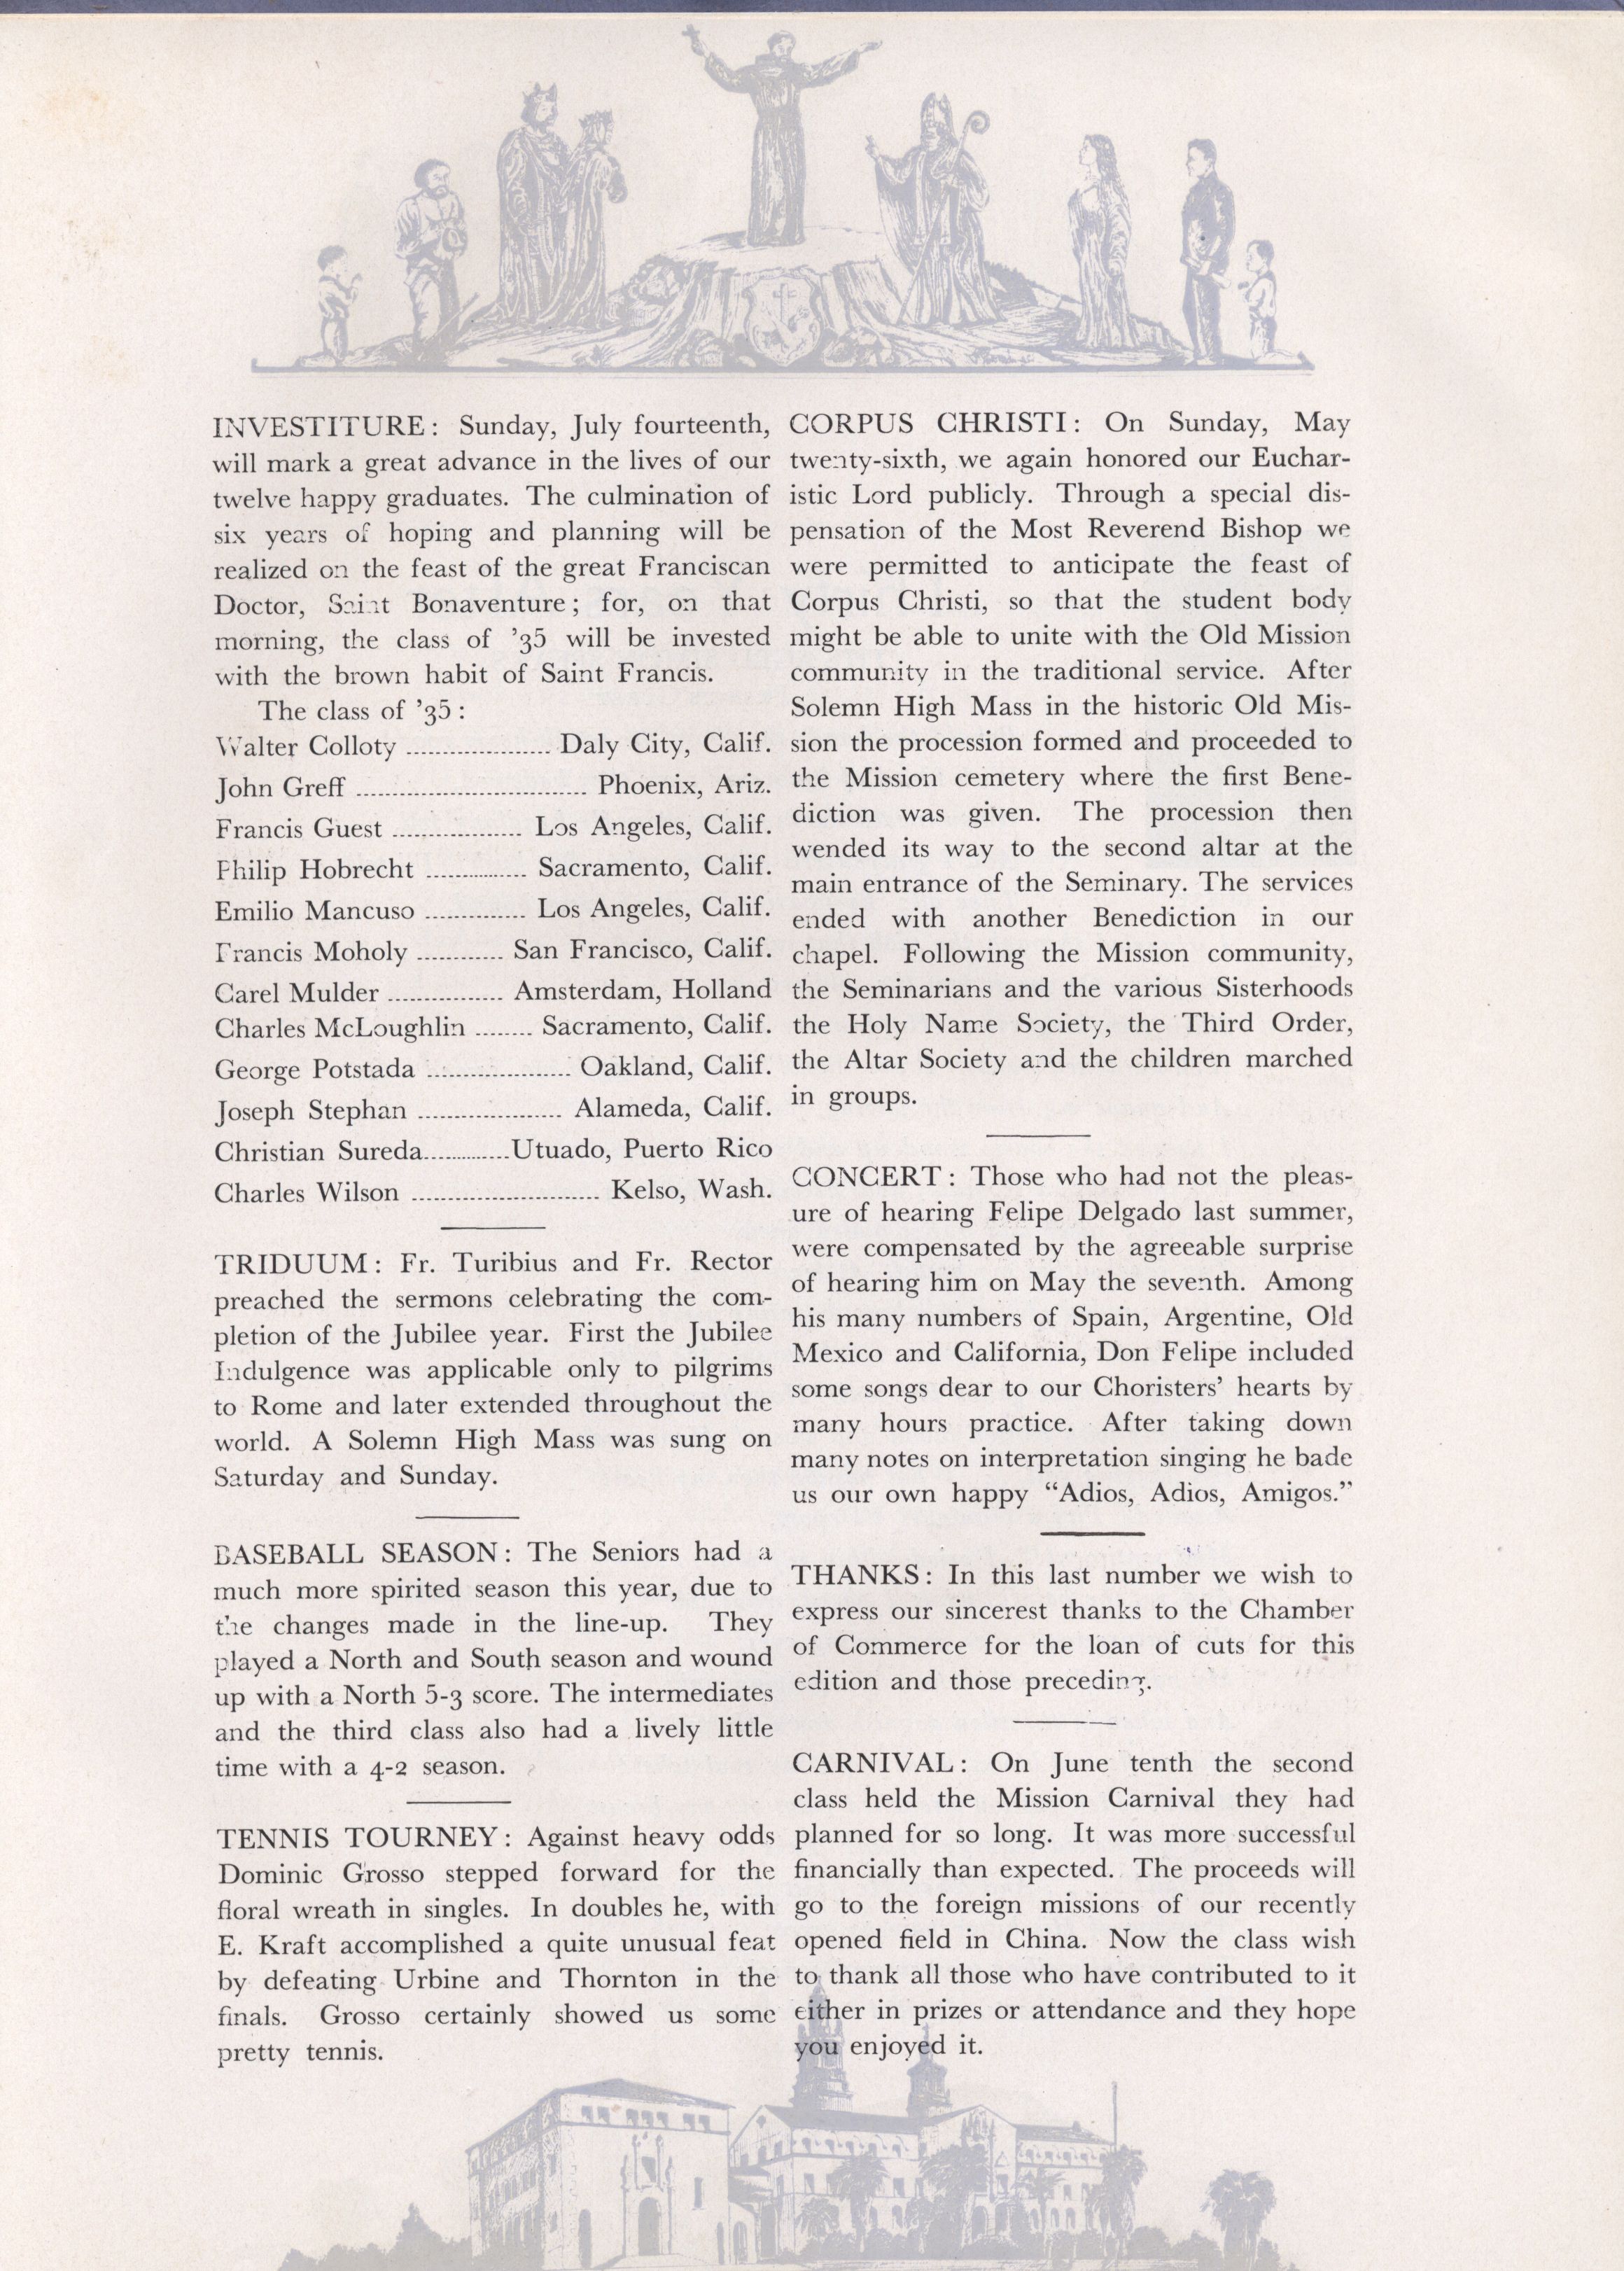 INVESTITURE: Sunday, July fourteenth,
will mark a great advance in the lives of our
twelve happy graduates. The culmination of
six years of hoping and planning will be
realized on the feast of the great Franciscan
Doctor, Saint Bonaventure; for, on that
morning, the class of ’35 will be invested
with the brown habit of Saint Francis.
The class of ’35:
Walter Colloty .................... Daly City, Calif.
John Greff ................................ Phoenix, Ariz.
Francis Guest .................. Los Angeles, Calif.
Philip Hobrecht .............. Sacramento, Calif.
Emilio Mancuso .............. Los Angeles, Calif.
Francis Moholy ............ San Francisco, Calif.
Carel Mulder ................ Amsterdam, Holland
Charles McLoughlin ........ Sacramento, Calif.
George Potstada .................... Oakland, Calif.
Joseph Stephan .................... Alameda, Calif.
Christian Sureda............Utuado, Puerto Rico
Charles Wilson .......................... Kelso, Wash.
TRIDUUM: Fr. Turibius and Fr. Rector
preached the sermons celebrating the com-
pletion of the Jubilee year. First the Jubilee
Indulgence was applicable only to pilgrims
to Rome and later extended throughout the
world. A Solemn High Mass was sung on
Saturday and Sunday.
BASEBALL SEASON: The Seniors had a
much more spirited season this year, due to
the changes made in the line-up. They
played a North and South season and wound
up with a North 5-3 score. The intermediates
and the third class also had a lively little
time with a 4-2 season.
TENNIS TOURNEY: Against heavy odds
Dominic Grosso stepped forward for the
floral wreath in singles. In doubles he, with
E. Kraft accomplished a quite unusual feat
by defeating Urbine and Thornton in the
finals. Grosso certainly showed us some
pretty tennis.
CORPUS CHRISTI: On Sunday, May
twenty-sixth, we again honored our Euchar-
istic Lord publicly. Through a special dis-
pensation of the Most Reverend Bishop we
were permitted to anticipate the feast of
Corpus Christi, so that the student body
might be able to unite with the Old Mission
community in the traditional service. After
Solemn High Mass in the historic Old Mis-
sion the procession formed and proceeded to
the Mission cemetery where the first Bene-
diction was given. The procession then
wended its way to the second altar at the
main entrance of the Seminary. The services
ended with another Benediction in our
chapel. Following the Mission community,
the Seminarians and the various Sisterhoods
the Holy Name Society, the Third Order,
the Altar Society and the children marched
in groups.
CONCERT: Those who had not the pleas-
ure of hearing Felipe Delgado last summer,
were compensated by the agreeable surprise
of hearing him on May the seventh. Among
his many numbers of Spain, Argentine, Old
Mexico and California, Don Felipe included
some songs dear to our Choristers’ hearts by
many hours practice. After taking down
many notes on interpretation singing he bade
us our own happy “Adios, Adios, Amigos.”
THANKS: In this last number we wish to
express our sincerest thanks to the Chamber
of Commerce for the loan of cuts for this
edition and those preceding.
CARNIVAL: On June tenth the second
class held the Mission Carnival they had
planned for so long. It was more successful
financially than expected. The proceeds will
go to the foreign missions of our recently
opened field in China. Now the class wish
to thank all those who have contributed to it
either in prizes or attendance and they hope
you enjoyed it.